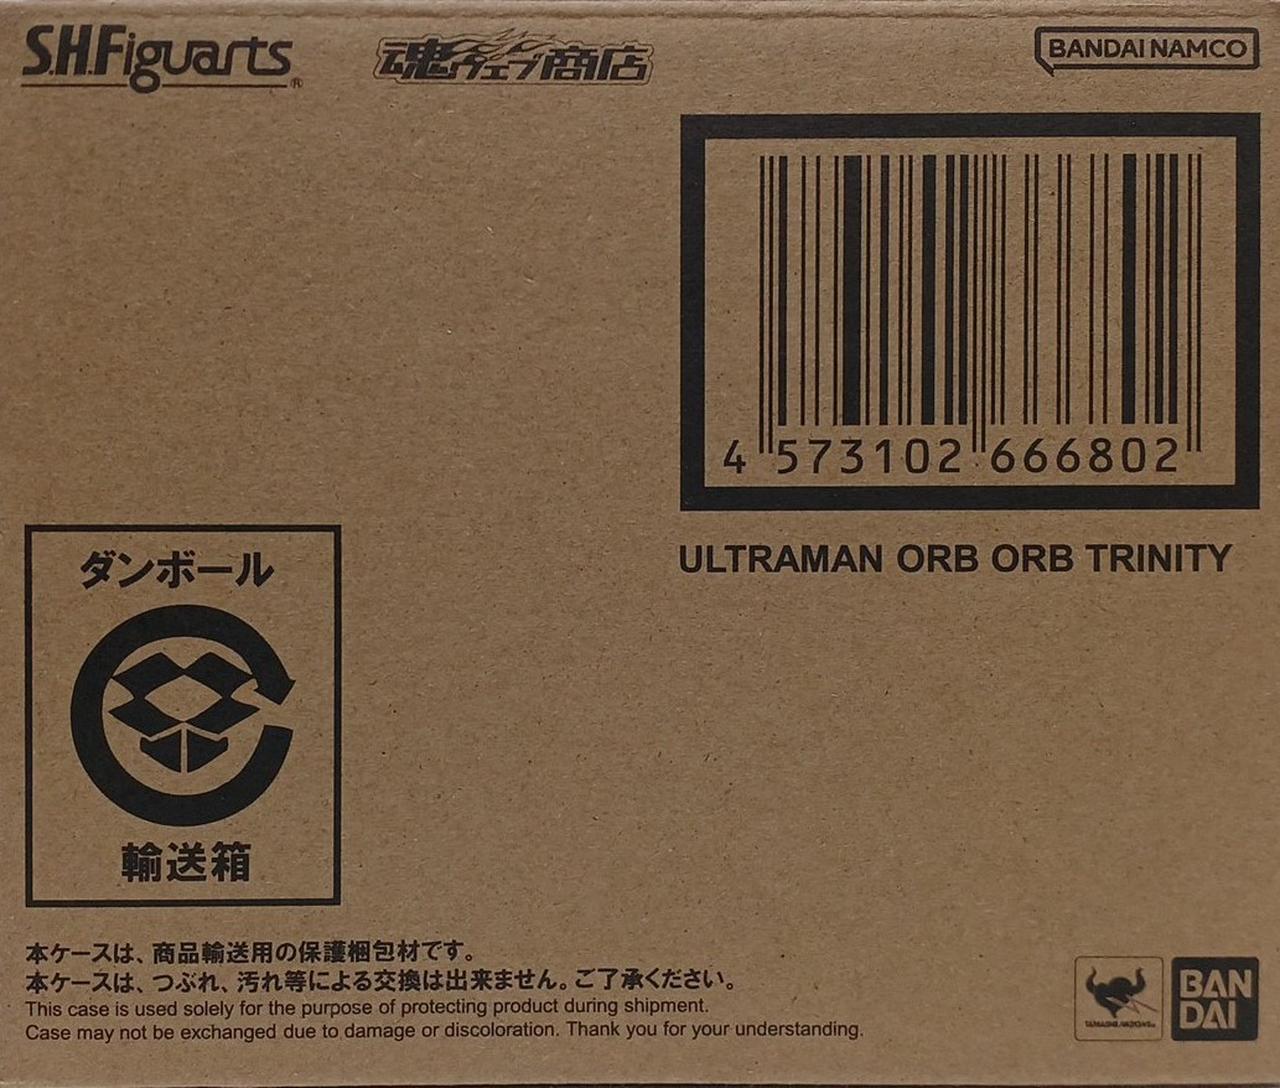 S.H.Figuarts®
魂ウェブ商店
BANDAI NAMCO
4 573102 666802
ULTRAMAN ORB ORB TRINITY
ダンボール
輸送箱
本ケースは、商品輸送用の保護梱包材です。
本ケースは、つぶれ、汚れ等による交換は出来ません。ご了承ください。
This case is used solely for the purpose of protecting product during shipment.
Case may not be exchanged due to damage or discoloration. Thank you for your understanding.
TAMASHII NATIONS
BAN
DAI